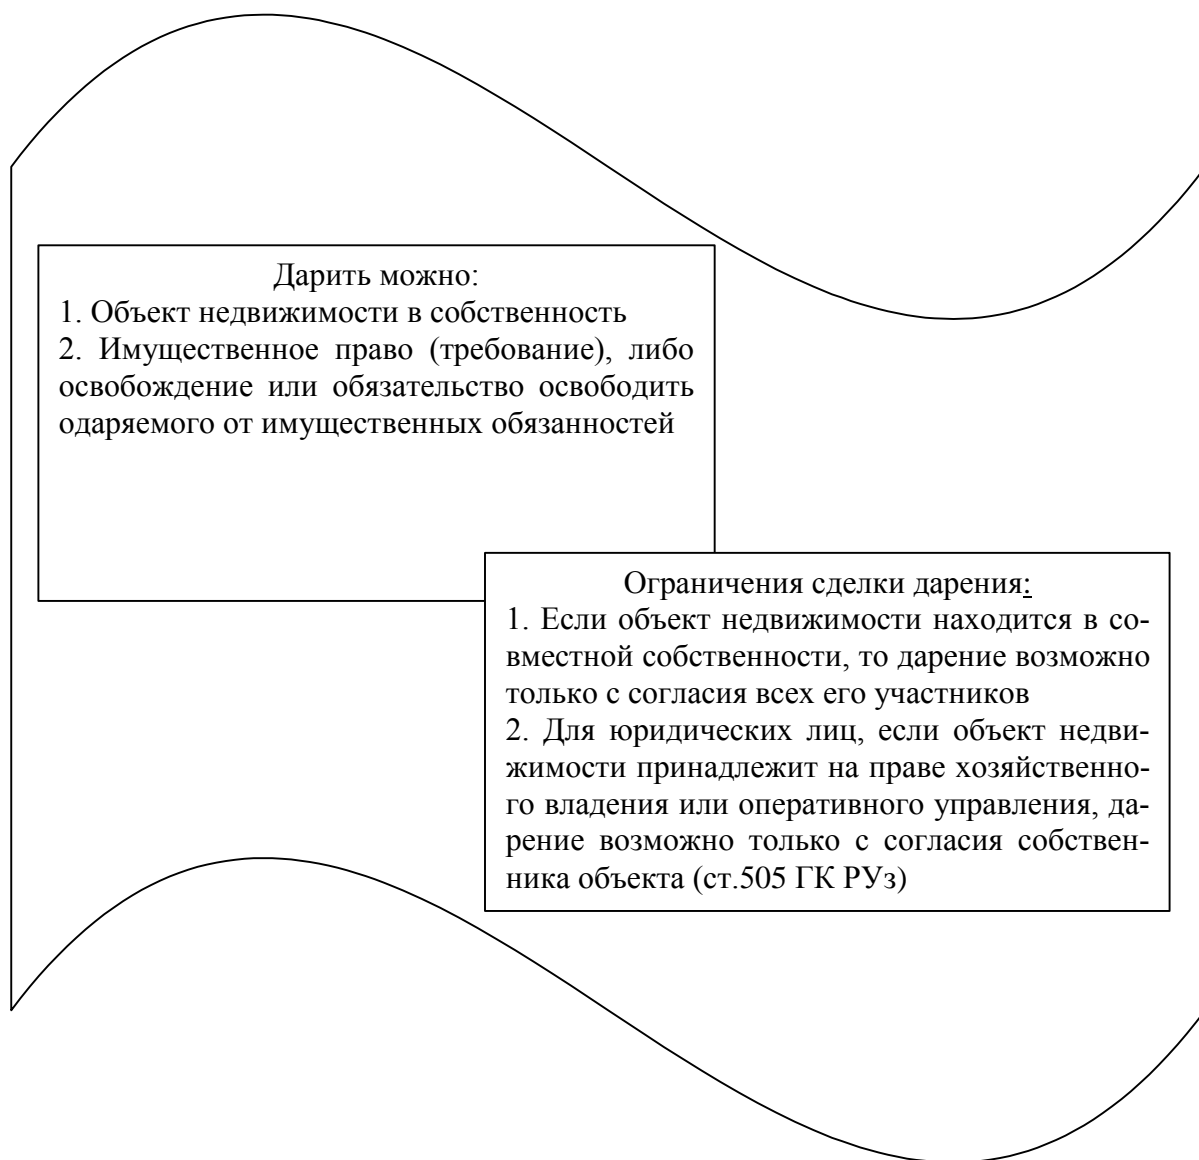 Дарить можно:
1. Объект недвижимости в собственность
2. Имущественное право (требование), либо
освобождение или обязательство освободить
одаряемого от имущественных обязанностей
Ограничения сделки дарения:
1. Если объект недвижимости находится в со-
вместной собственности, то дарение возможно
только с согласия всех его участников
2. Для юридических лиц, если объект недви-
жимости принадлежит на праве хозяйственно-
го владения или оперативного управления, да-
рение возможно только с согласия собствен-
ника объекта (ст.505 ГК РУз)